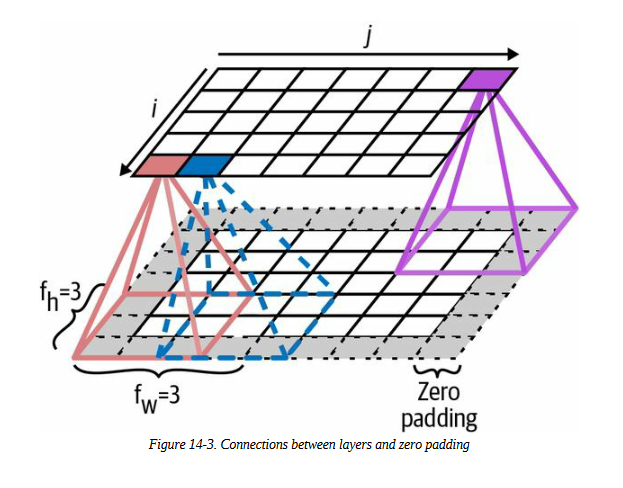 j
i
fh=3
fw=3
Zero
padding
Figure 14-3. Connections between layers and zero padding